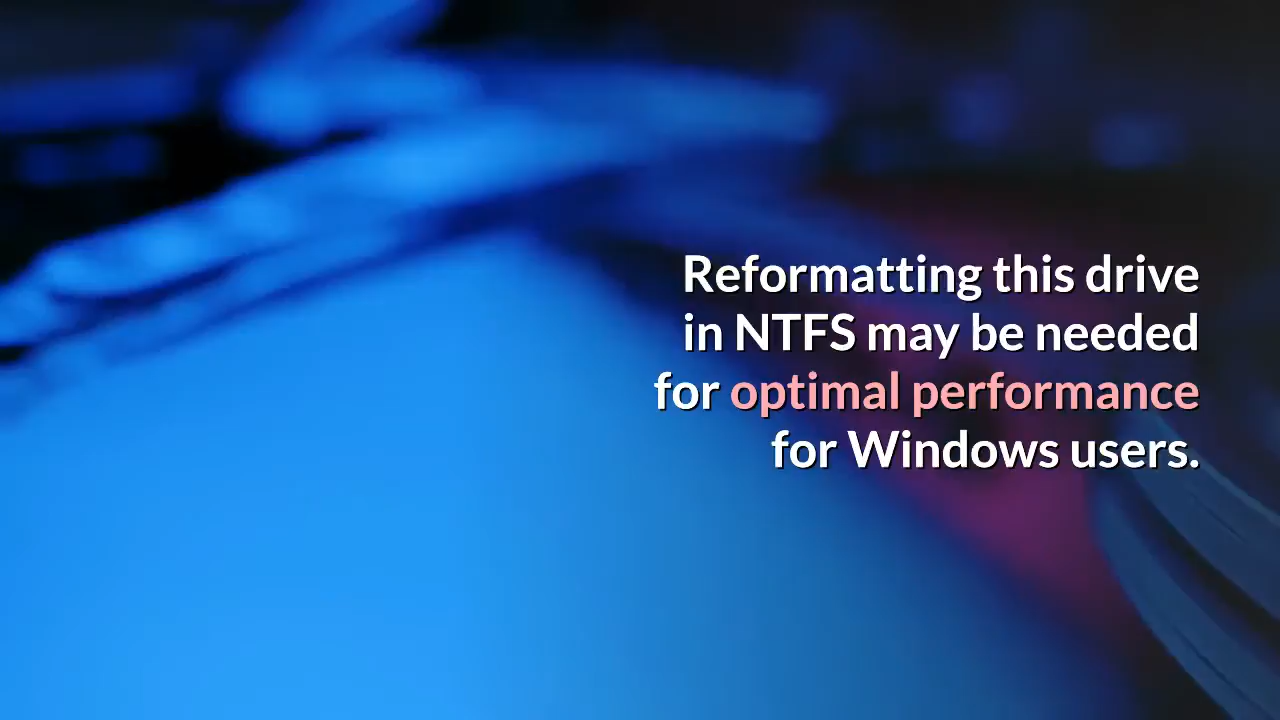 Reformatting this drive
in NTFS may be needed
for optimal performance
for Windows users.